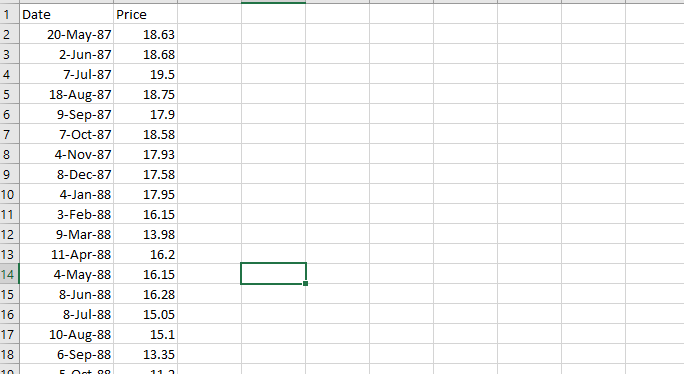 1 Date Price
2 20-May-87 18.63
3 2-Jun-87 18.68
4 7-Jul-87 19.5
5 18-Aug-87 18.75
6 9-Sep-87 17.9
7 7-Oct-87 18.58
8 4-Nov-87 17.93
9 8-Dec-87 17.58
10 4-Jan-88 17.95
11 3-Feb-88 16.15
12 9-Mar-88 13.98
13 11-Apr-88 16.2
14 4-May-88 16.15
15 8-Jun-88 16.28
16 8-Jul-88 15.05
17 10-Aug-88 15.1
18 6-Sep-88 13.35
19 5-Oct-88